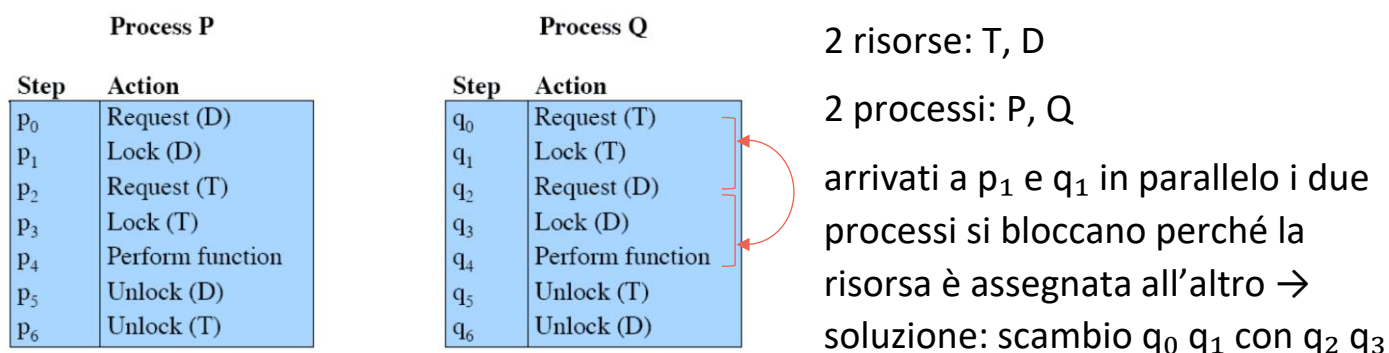 Process P
Step Action
p₀ Request (D)
p₁ Lock (D)
p₂ Request (T)
p₃ Lock (T)
p₄ Perform function
p₅ Unlock (D)
p₆ Unlock (T)
Process Q
Step Action
q₀ Request (T)
q₁ Lock (T)
q₂ Request (D)
q₃ Lock (D)
q₄ Perform function
q₅ Unlock (T)
q₆ Unlock (D)
2 risorse: T, D
2 processi: P, Q
arrivati a p₁ e q₁ in parallelo i due
processi si bloccano perché la
risorsa è assegnata all’altro →
soluzione: scambio q₀ q₁ con q₂ q₃